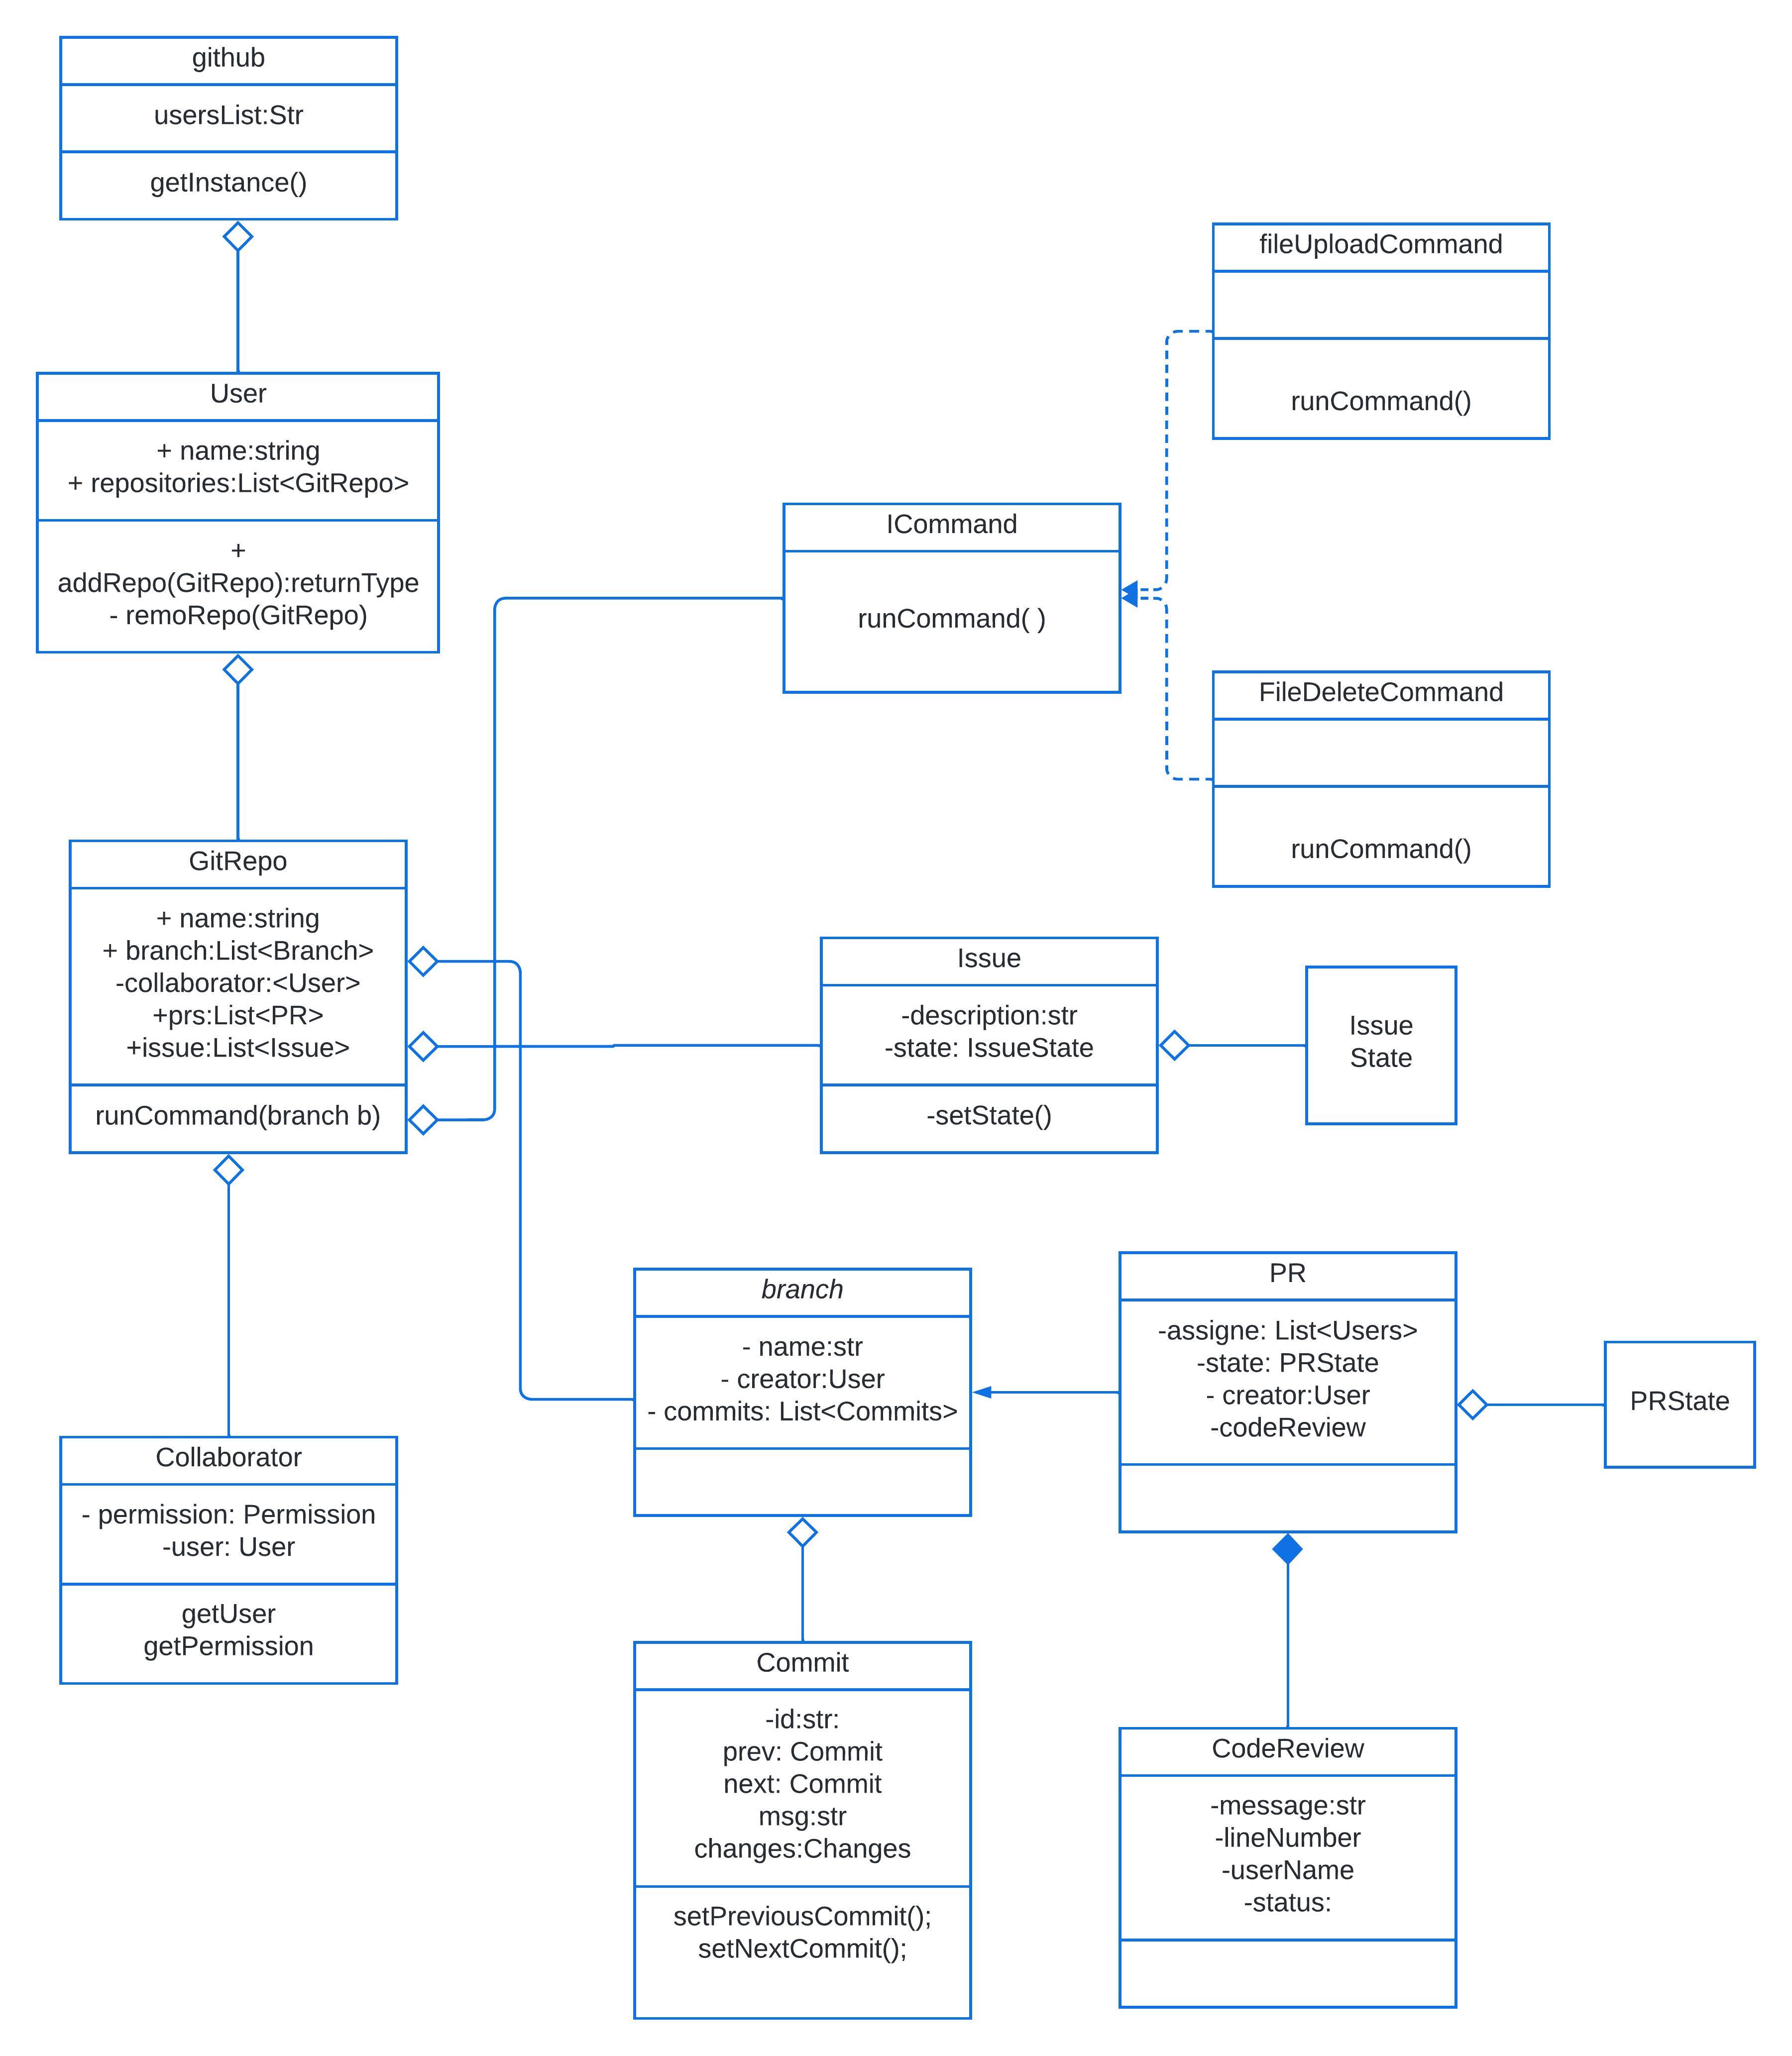 github
usersList:Str
getInstance()
User
+ name:string
+ repositories:List<GitRepo>
+
addRepo(GitRepo):returnType
- remoRepo(GitRepo)
GitRepo
+ name:string
+ branch:List<Branch>
-collaborator:<User>
+prs:List<PR>
+issue:List<Issue>
runCommand(branch b)
Collaborator
- permission: Permission
-user: User
getUser
getPermission
ICommand
runCommand( )
fileUploadCommand
runCommand()
FileDeleteCommand
runCommand()
Issue
-description:str
-state: IssueState
-setState()
Issue
State
branch
- name:str
- creator:User
- commits: List<Commits>
PR
-assigne: List<Users>
-state: PRState
- creator:User
-codeReview
PRState
Commit
-id:str:
prev: Commit
next: Commit
msg:str
changes:Changes
setPreviousCommit();
setNextCommit();
CodeReview
-message:str
-lineNumber
-userName
-status: